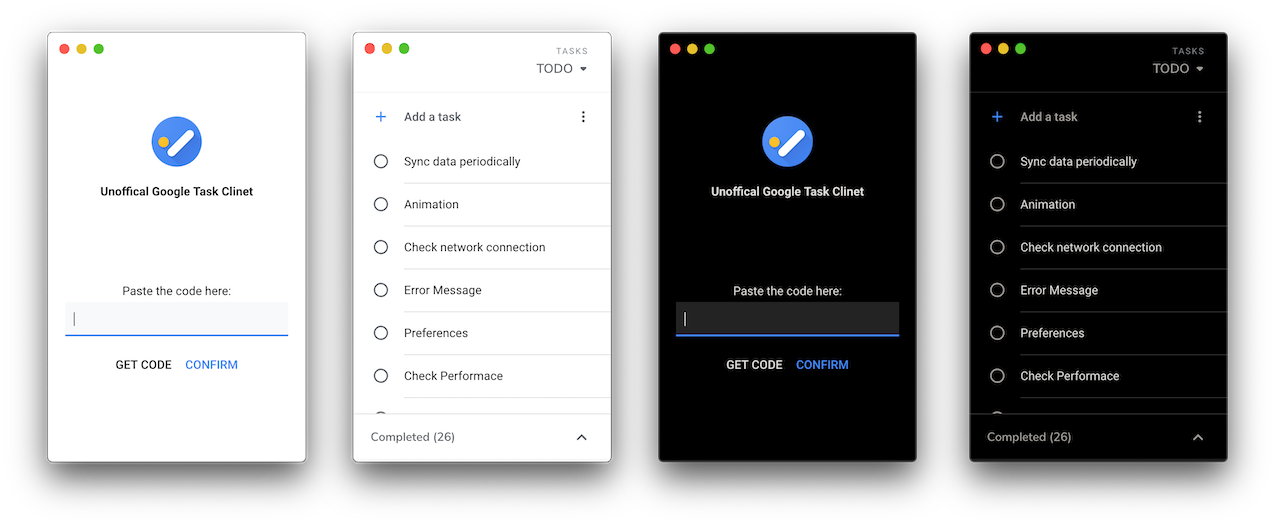 Unoffical Google Task Clinet
Paste the code here:
GET CODE CONFIRM
TASKS
TODO
Add a task
Sync data periodically
Animation
Check network connection
Error Message
Preferences
Check Performace
Completed (26)
Unoffical Google Task Clinet
Paste the code here:
GET CODE CONFIRM
TASKS
TODO
Add a task
Sync data periodically
Animation
Check network connection
Error Message
Preferences
Check Performace
Completed (26)